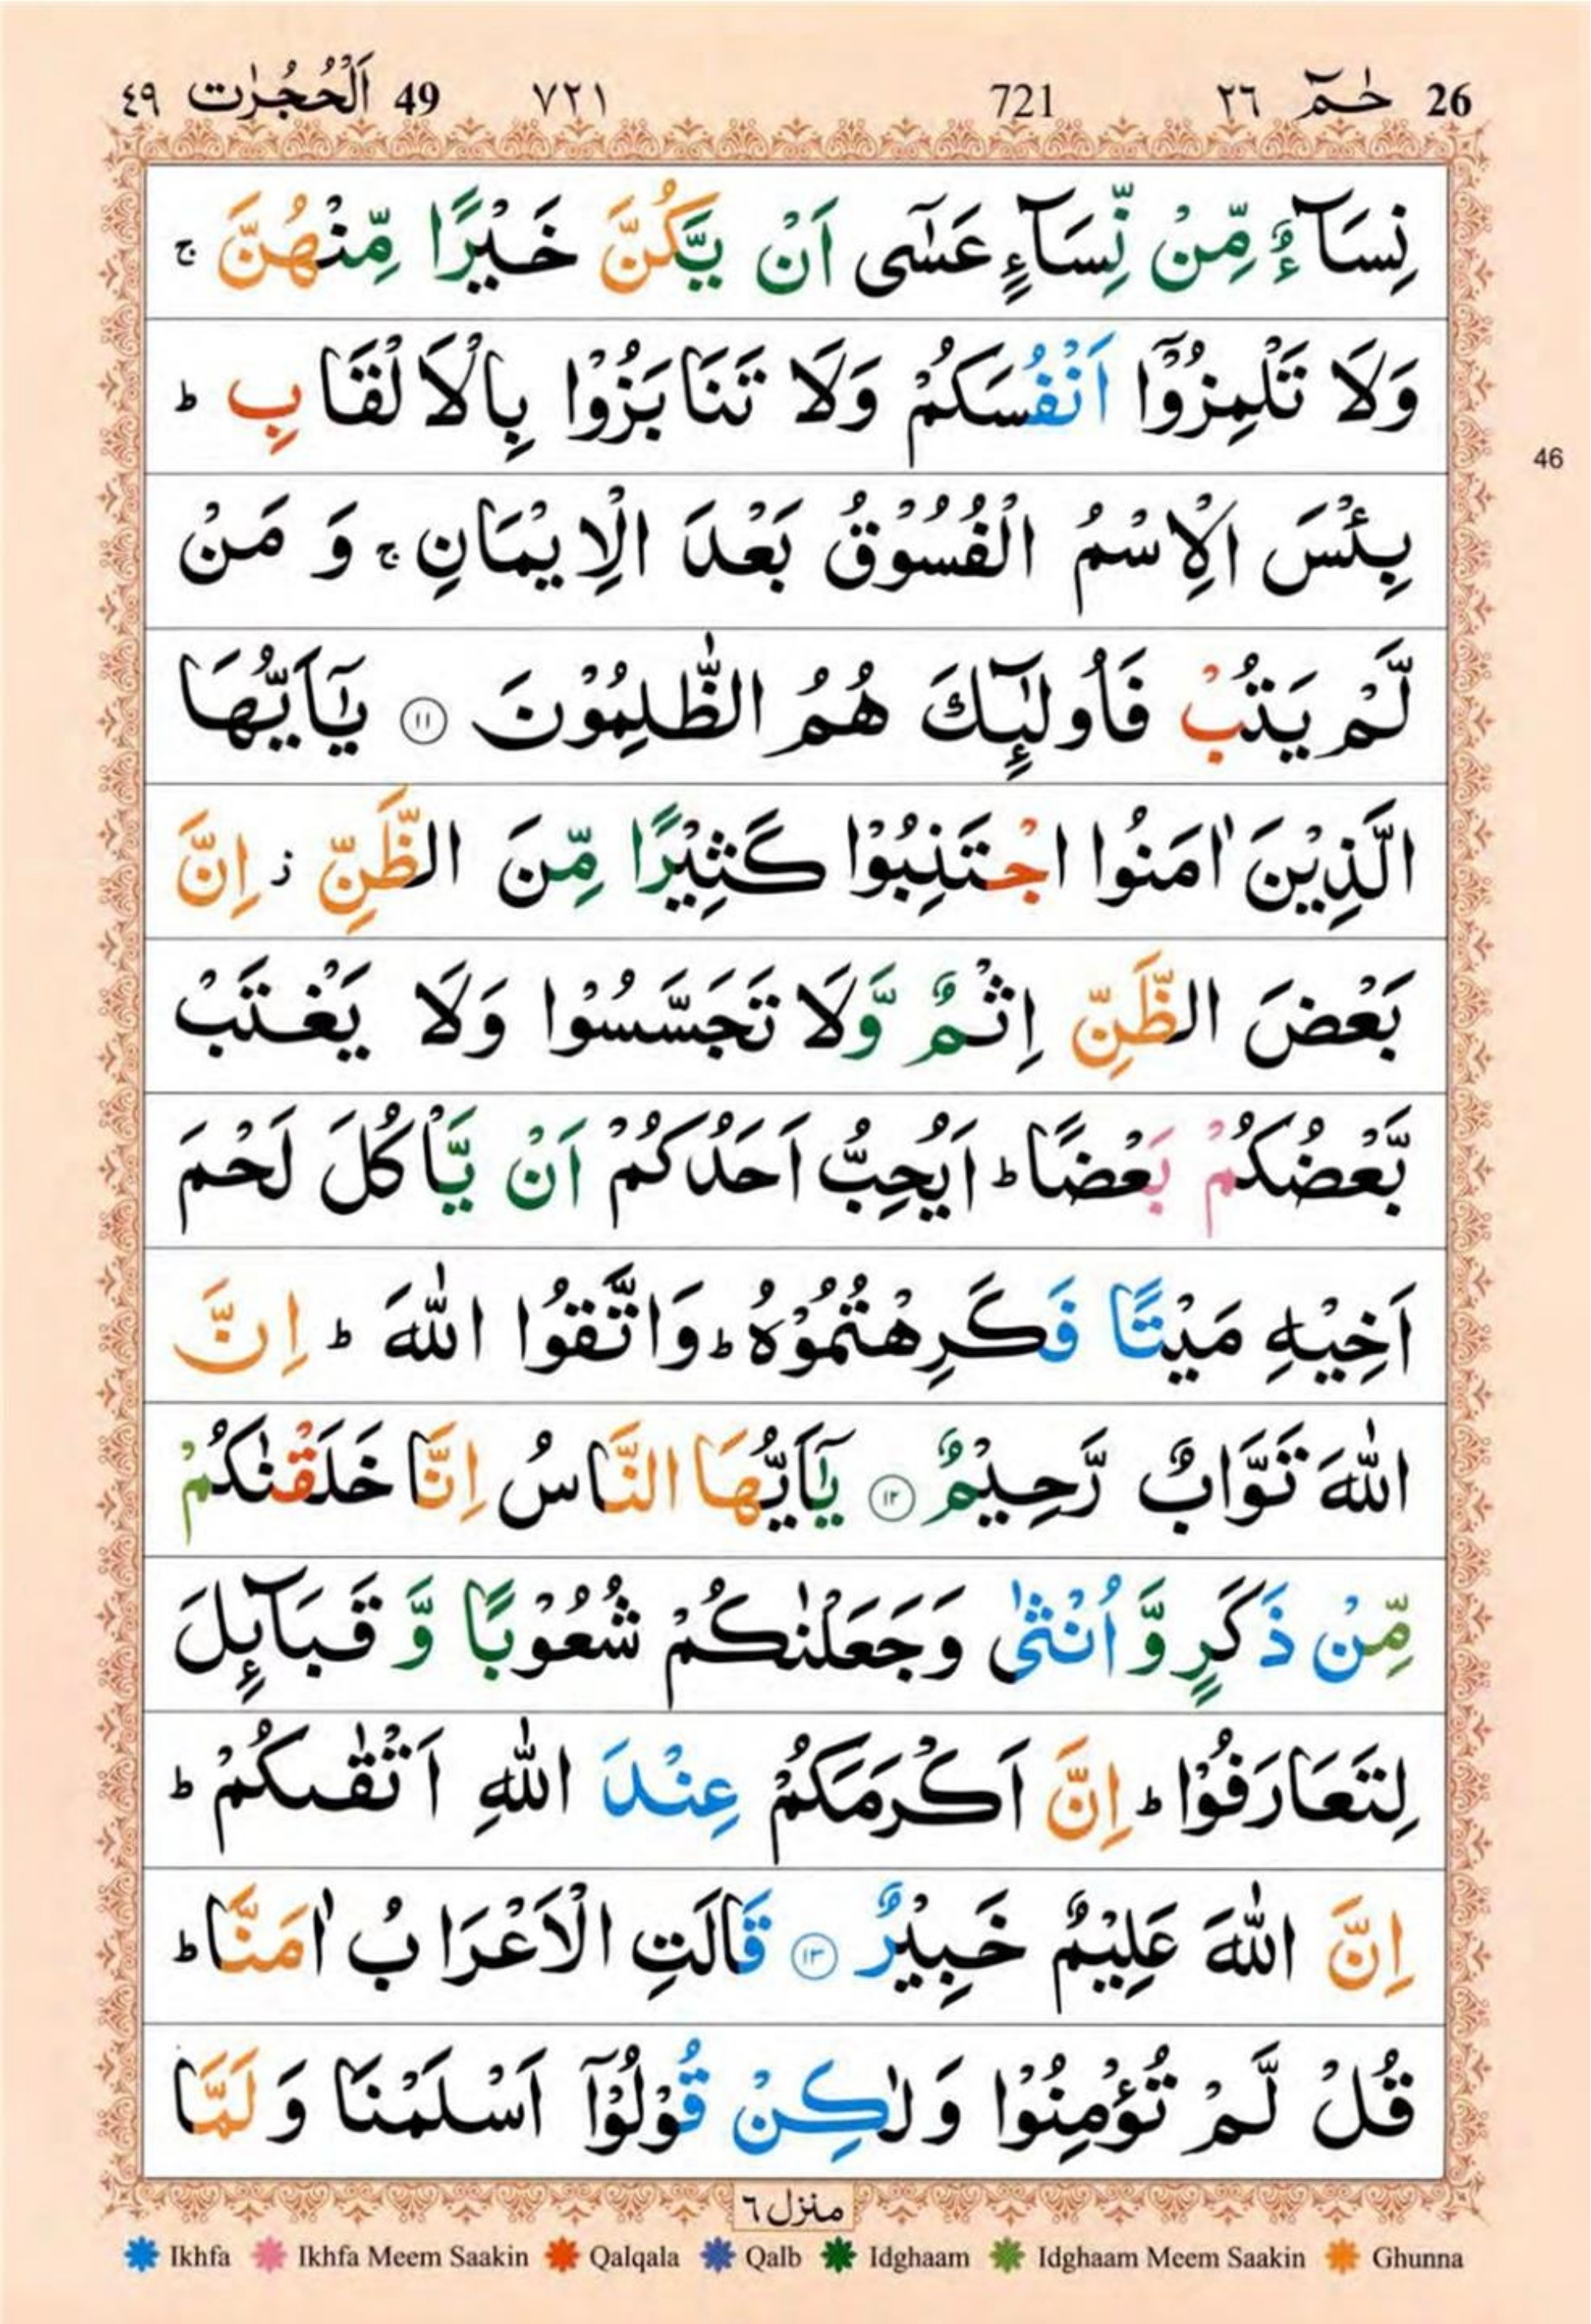 26 حٰمٓ ٢٦ 721 ٧٢١ 49 اَلْحُجُرٰت ٤٩
نِسَآءٌ مِّنْ نِّسَآءٍ عَسٰٓى اَنْ يَّكُنَّ خَيْرًا مِّنْهُنَّ ۚ
وَلَا تَلْمِزُوْٓا اَنْفُسَكُمْ وَلَا تَنَابَزُوْا بِالْاَلْقَابِ ؕ
46
بِئْسَ الْاِسْمُ الْفُسُوْقُ بَعْدَ الْاِيْمَانِ ۚ وَ مَنْ
لَّمْ يَتُبْ فَاُولٰٓئِكَ هُمُ الظّٰلِمُوْنَ ۝١١ يٰٓاَيُّهَا
الَّذِيْنَ اٰمَنُوا اجْتَنِبُوْا كَثِيْرًا مِّنَ الظَّنِّ ؗ اِنَّ
بَعْضَ الظَّنِّ اِثْمٌ وَّلَا تَجَسَّسُوْا وَلَا يَغْتَبْ
بَّعْضُكُمْ بَعْضًا ؕ اَيُحِبُّ اَحَدُكُمْ اَنْ يَّاْكُلَ لَحْمَ
اَخِيْهِ مَيْتًا فَكَرِهْتُمُوْهُ ؕ وَاتَّقُوا اللّٰهَ ؕ اِنَّ
اللّٰهَ تَوَّابٌ رَّحِيْمٌ ۝١٢ يٰٓاَيُّهَا النَّاسُ اِنَّا خَلَقْنٰكُمْ
مِّنْ ذَكَرٍ وَّاُنْثٰى وَجَعَلْنٰكُمْ شُعُوْبًا وَّ قَبَآئِلَ
لِتَعَارَفُوْا ؕ اِنَّ اَكْرَمَكُمْ عِنْدَ اللّٰهِ اَتْقٰىكُمْ ؕ
اِنَّ اللّٰهَ عَلِيْمٌ خَبِيْرٌ ۝١٣ قَالَتِ الْاَعْرَابُ اٰمَنَّا ؕ
قُلْ لَّمْ تُؤْمِنُوْا وَلٰكِنْ قُوْلُوْٓا اَسْلَمْنَا وَلَمَّا
منزل ٦
Ikhfa Ikhfa Meem Saakin Qalqala Qalb Idghaam Idghaam Meem Saakin Ghunna